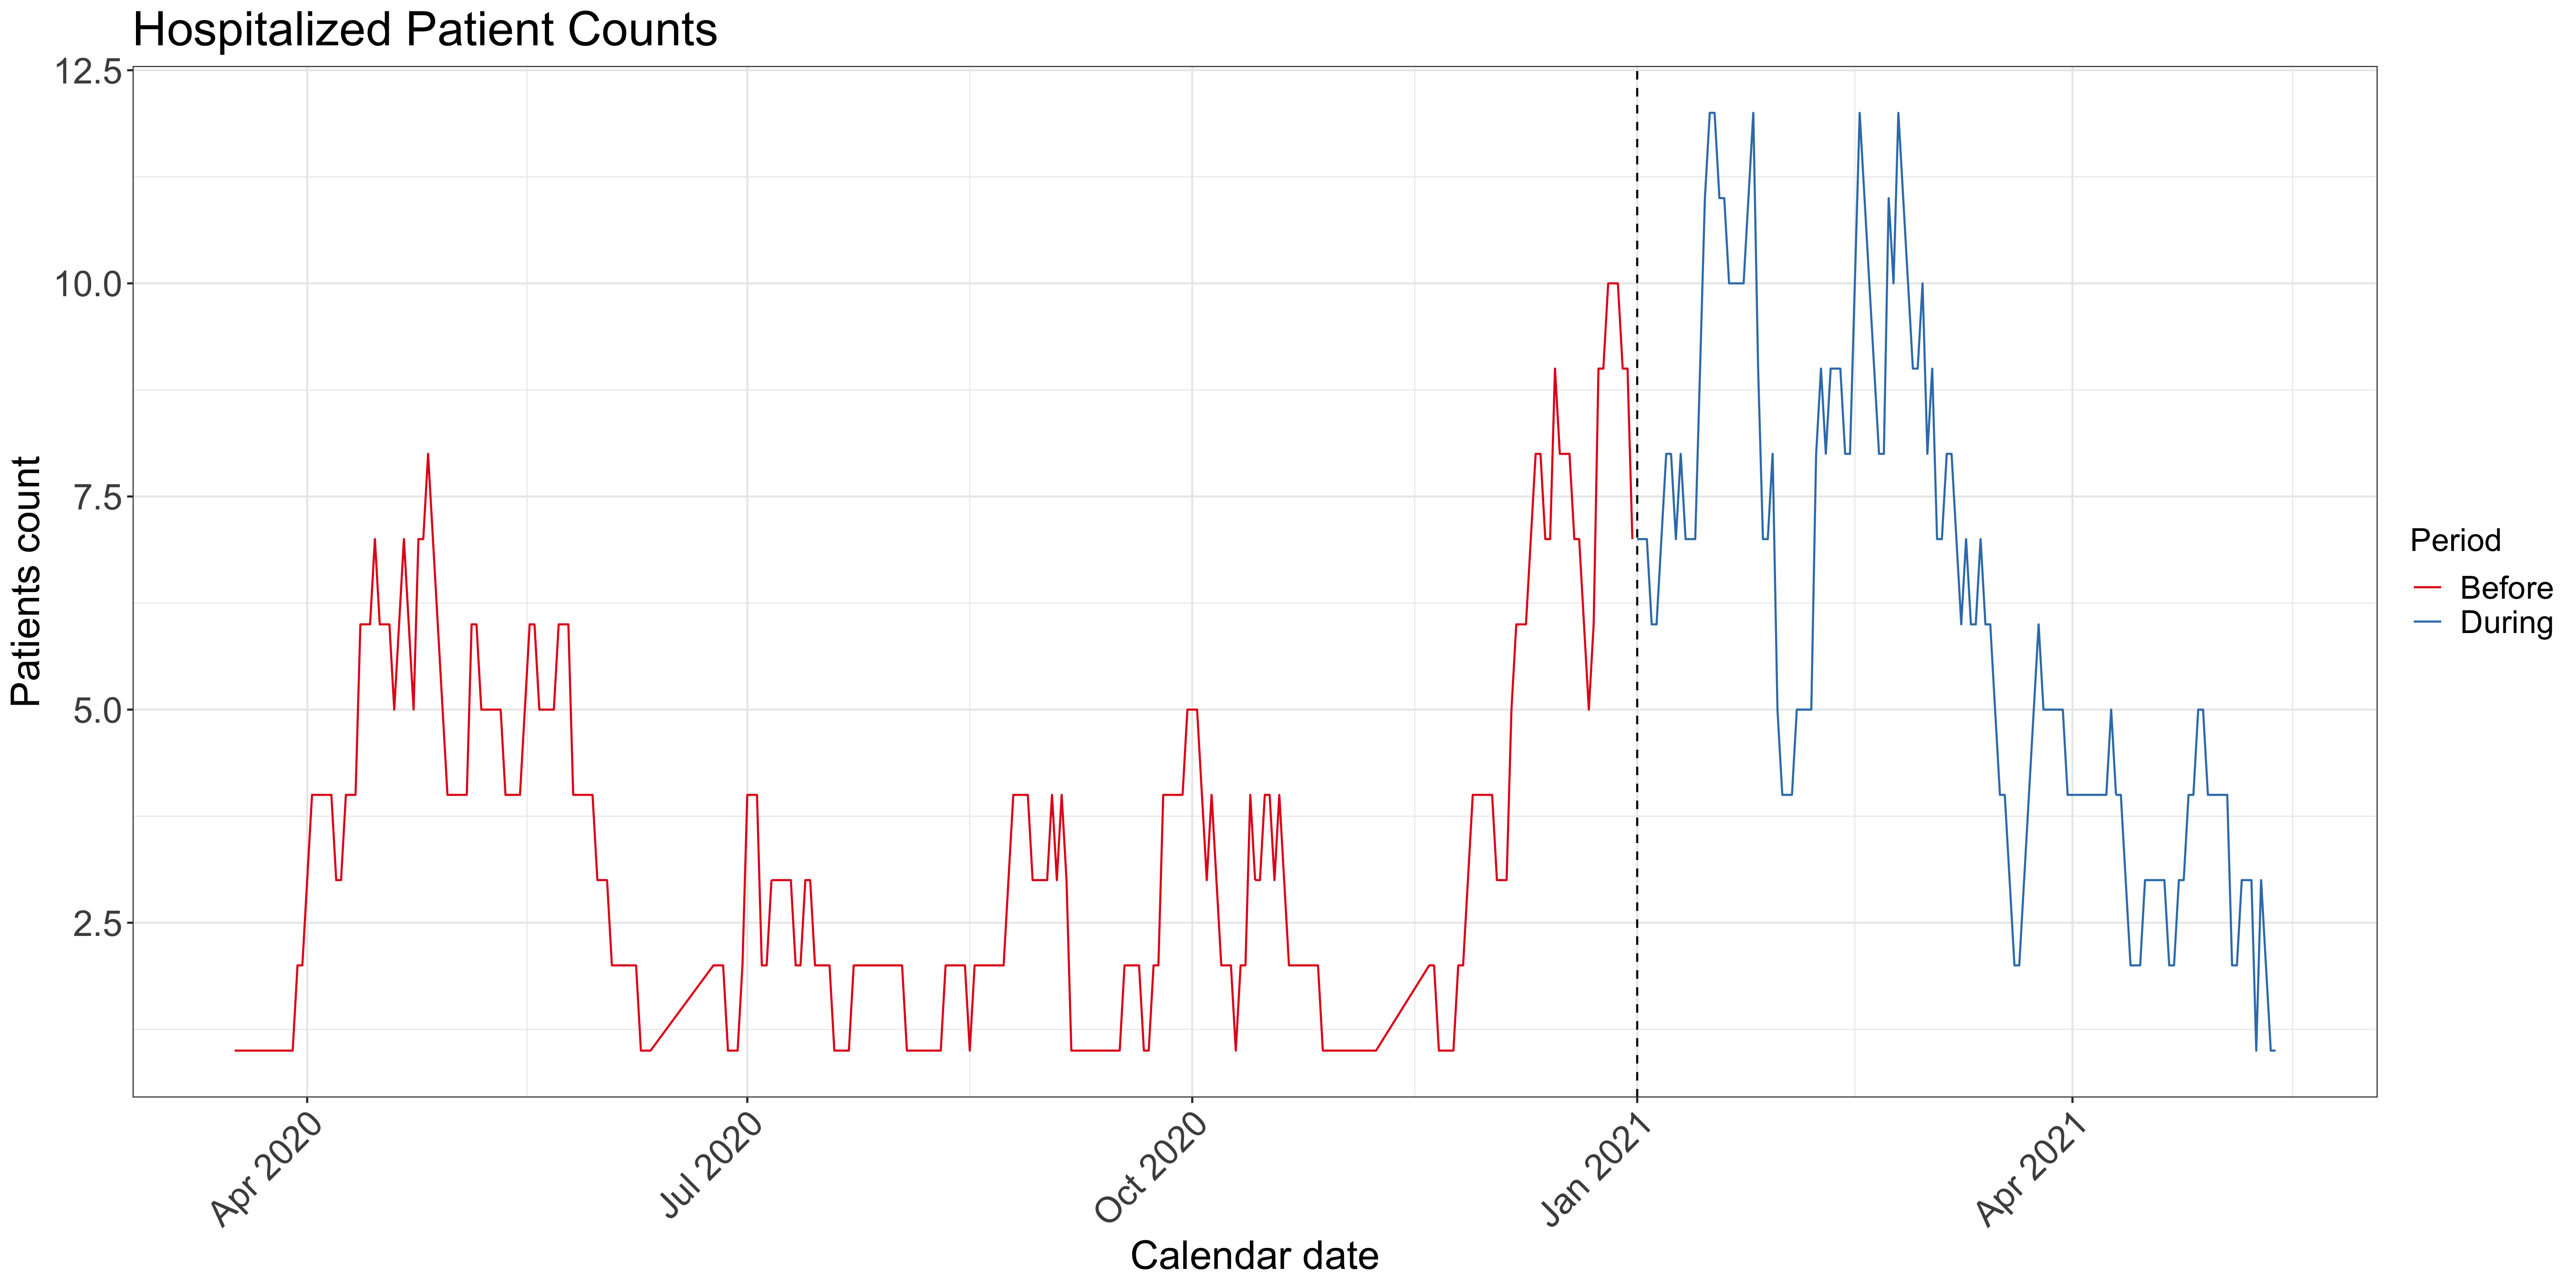 Hospitalized Patient Counts
12.5
10.0
7.5
5.0
2.5
Patients count
Apr 2020
Jul 2020
Oct 2020
Jan 2021
Apr 2021
Calendar date
Period
Before
During